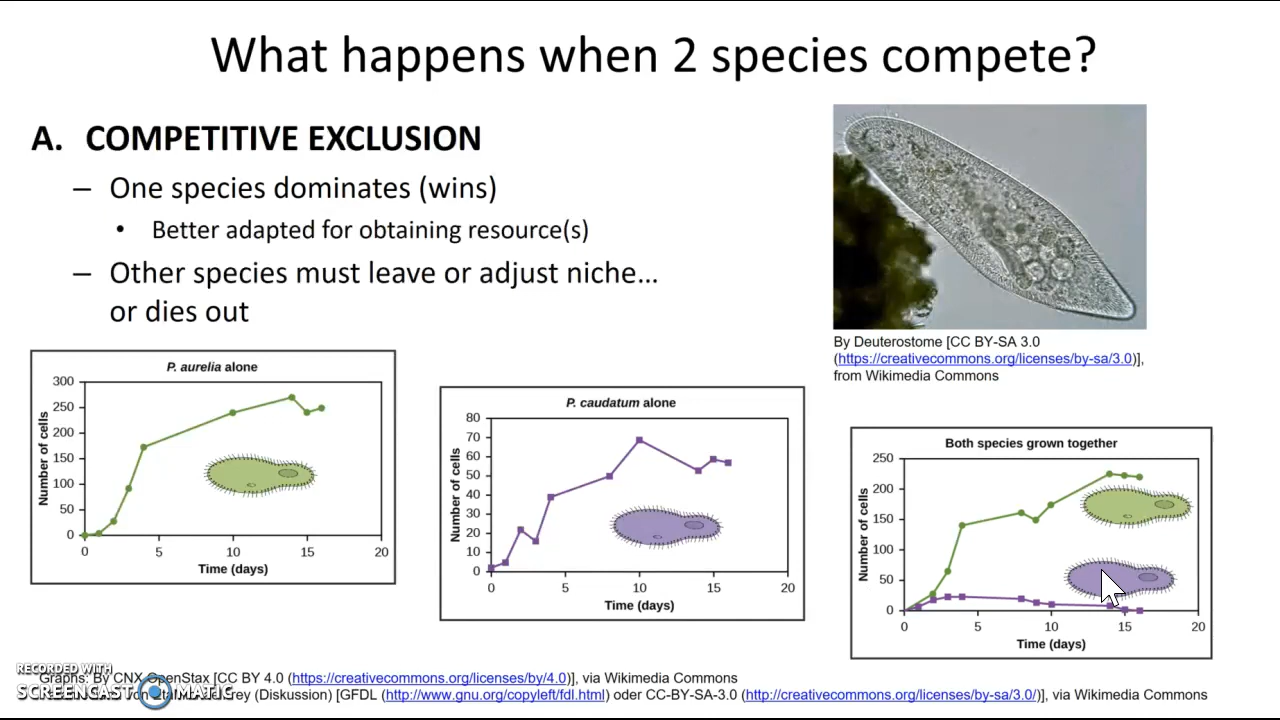 What happens when 2 species compete?
A. COMPETITIVE EXCLUSION
– One species dominates (wins)
• Better adapted for obtaining resource(s)
– Other species must leave or adjust niche…
or dies out
By Deuterostome [CC BY-SA 3.0
(https://creativecommons.org/licenses/by-sa/3.0)],
from Wikimedia Commons
P. aurelia alone
300
250
200
150
100
50
0
Number of cells
0 5 10 15 20
Time (days)
P. caudatum alone
80
70
60
50
40
30
20
10
0
Number of cells
0 5 10 15 20
Time (days)
Both species grown together
250
200
150
100
50
0
Number of cells
0 5 10 15 20
Time (days)
RECORDED WITH
SCREENCAST MATIC
Graphs: By CNX OpenStax [CC BY 4.0 (https://creativecommons.org/licenses/by/4.0)], via Wikimedia Commons
(Diskussion) [GFDL (http://www.gnu.org/copyleft/fdl.html) oder CC-BY-SA-3.0 (http://creativecommons.org/licenses/by-sa/3.0/)], via Wikimedia Commons